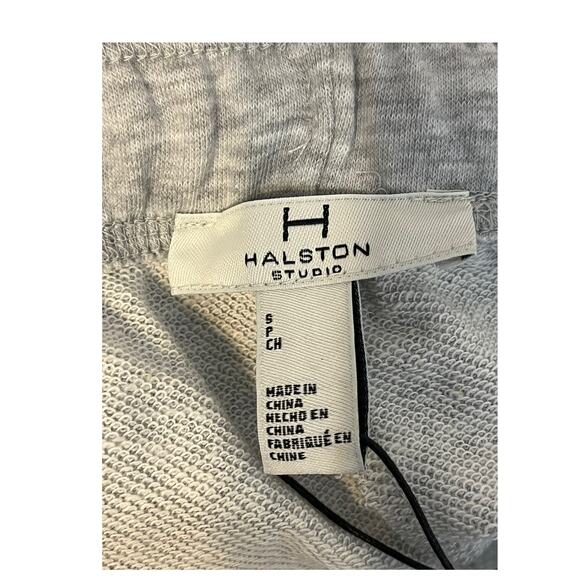 H
HALSTON
STUDIO
S
P
CH
MADE IN
CHINA
HECHO EN
CHINA
FABRIQUÉ EN
CHINE